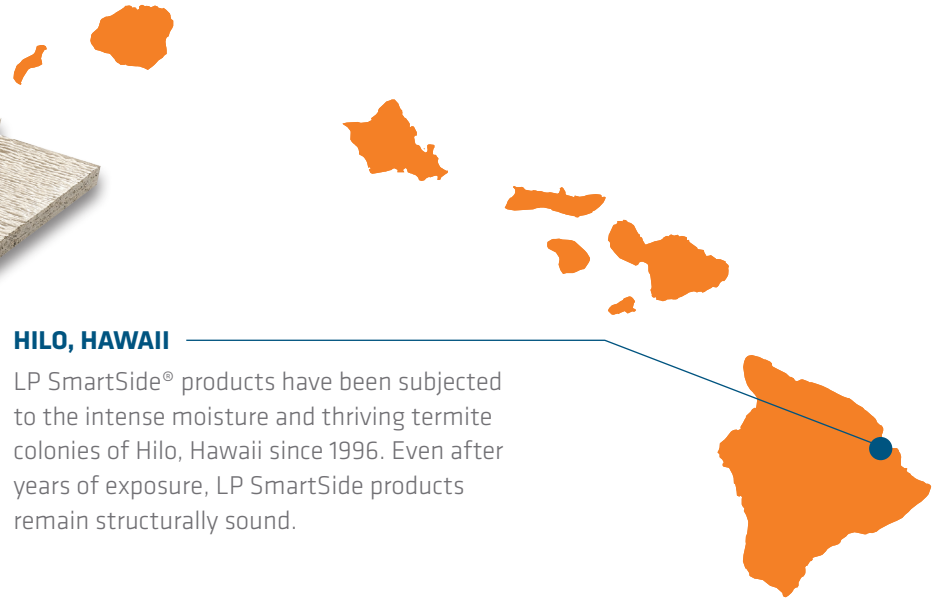 HILO, HAWAII
LP SmartSide® products have been subjected
to the intense moisture and thriving termite
colonies of Hilo, Hawaii since 1996. Even after
years of exposure, LP SmartSide products
remain structurally sound.